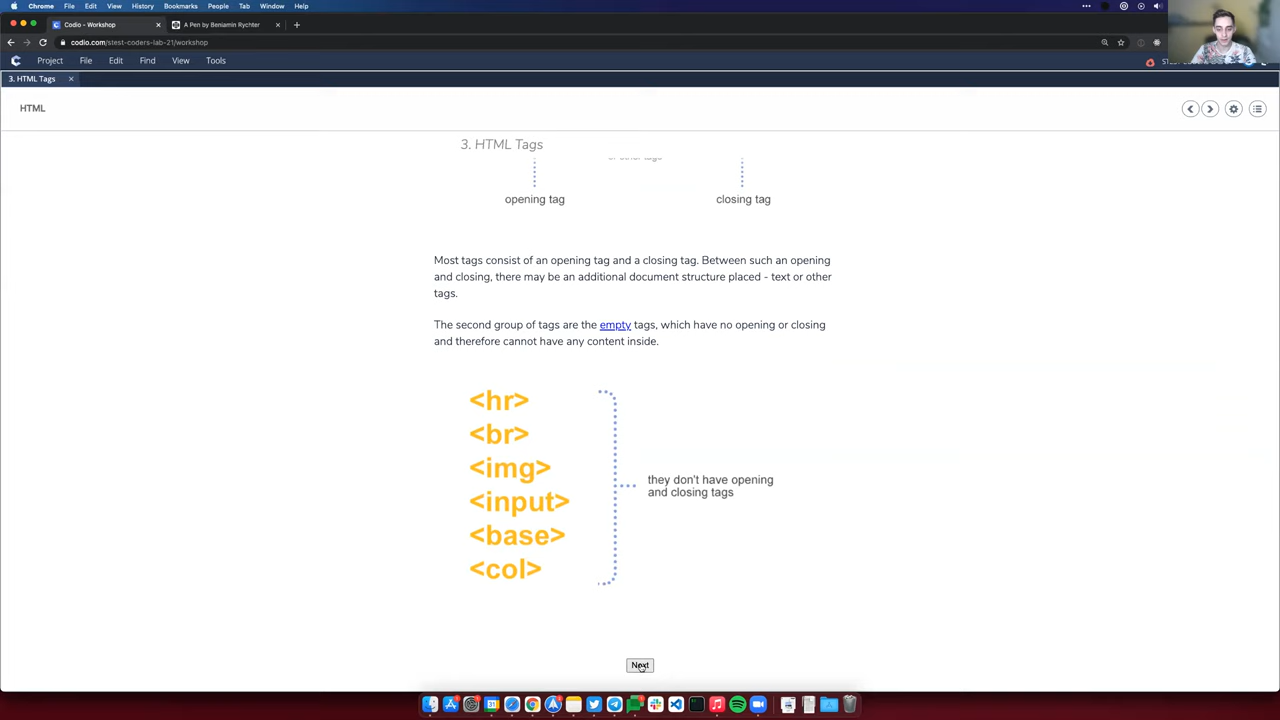 Chrome File Edit View History Bookmarks People Tab Window Help
Codio - Workshop
A Pen by Beniamin Rychter
codio.com/stest-coders-lab-21/workshop
Project File Edit Find View Tools
3. HTML Tags
HTML
3. HTML Tags
or other tags
opening tag closing tag
Most tags consist of an opening tag and a closing tag. Between such an opening
and closing, there may be an additional document structure placed - text or other
tags.
The second group of tags are the empty tags, which have no opening or closing
and therefore cannot have any content inside.
<hr>
<br>
<img>
<input>
<base>
<col>
they don't have opening
and closing tags
Next